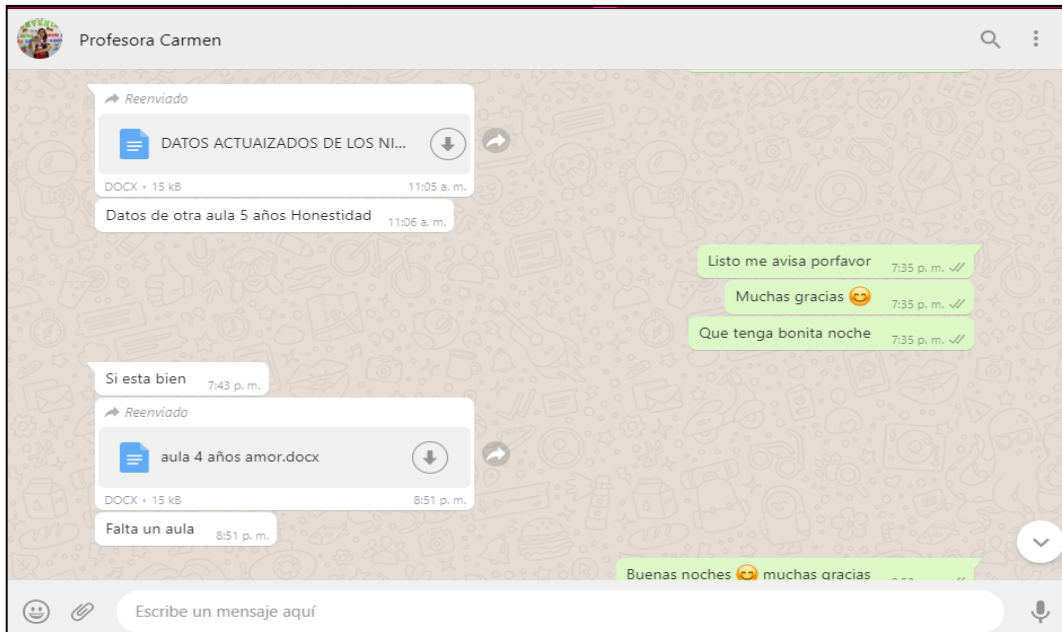 Profesora Carmen
Reenviado
DATOS ACTUAIZADOS DE LOS NI...
DOCX • 15 kB 11:05 a. m.
Datos de otra aula 5 años Honestidad 11:06 a. m.
Listo me avisa porfavor 7:35 p. m.
Muchas gracias 😊 7:35 p. m.
Que tenga bonita noche 7:35 p. m.
Si esta bien 7:43 p. m.
Reenviado
aula 4 años amor.docx
DOCX • 15 kB 8:51 p. m.
Falta un aula 8:51 p. m.
Buenas noches 😊 muchas gracias
Escribe un mensaje aquí